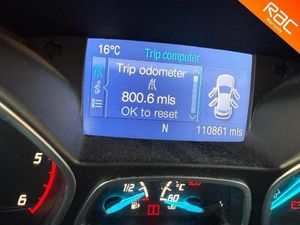 RAC
16°C Trip computer
Trip odometer
800.6 mls
OK to reset
N 110861 mls
5
6
1/2
°C
60